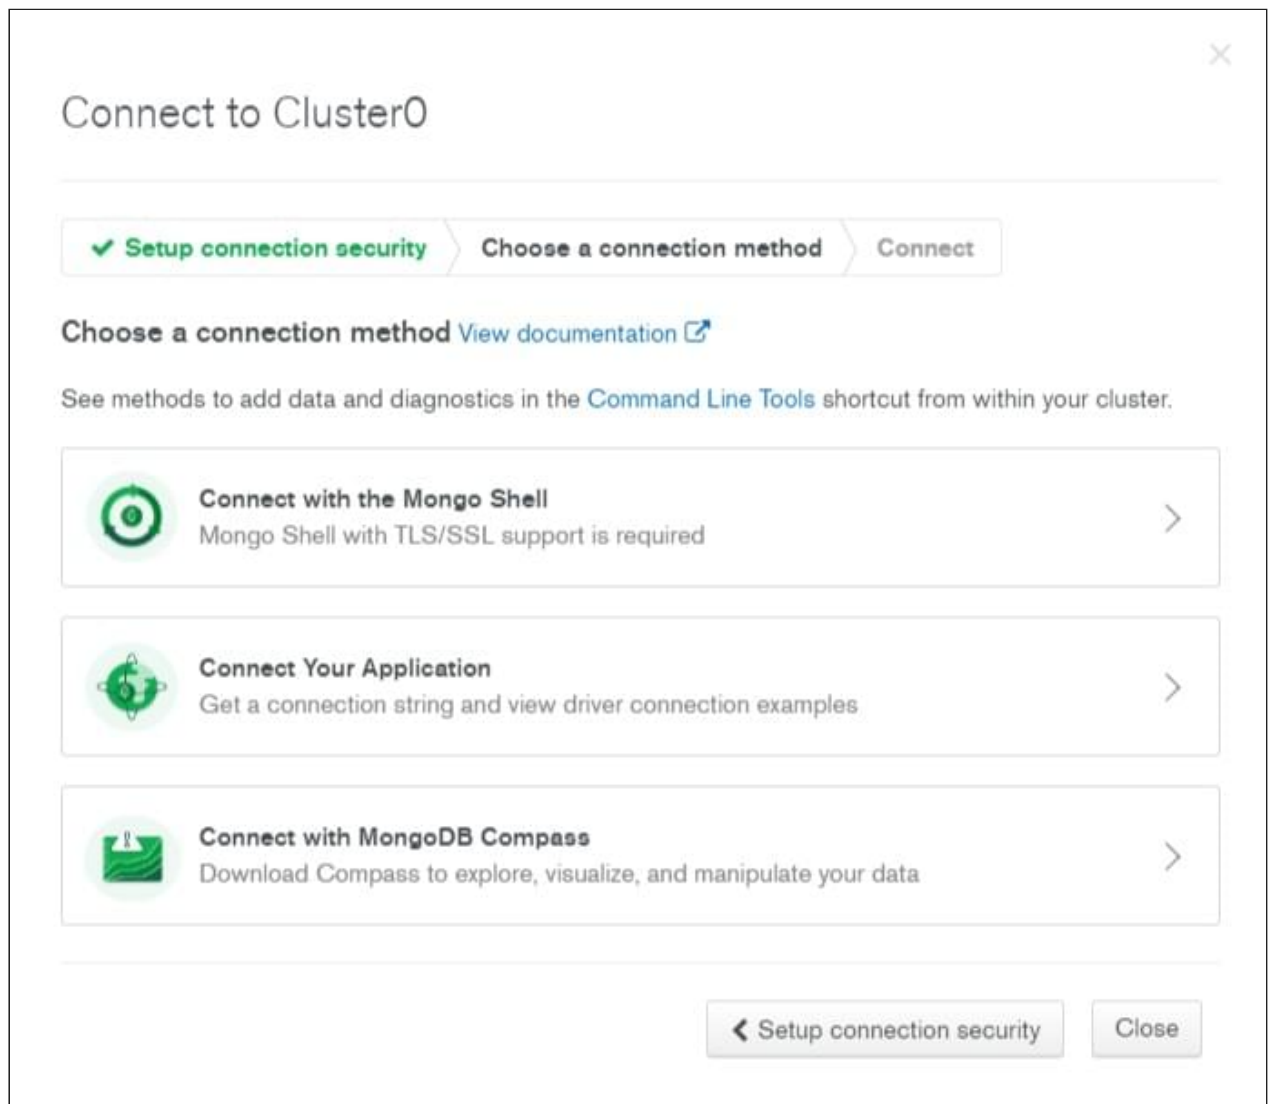 Connect to Cluster0
Setup connection security
Choose a connection method
Connect
Choose a connection method View documentation
See methods to add data and diagnostics in the Command Line Tools shortcut from within your cluster.
Connect with the Mongo Shell
Mongo Shell with TLS/SSL support is required
Connect Your Application
Get a connection string and view driver connection examples
Connect with MongoDB Compass
Download Compass to explore, visualize, and manipulate your data
Setup connection security
Close